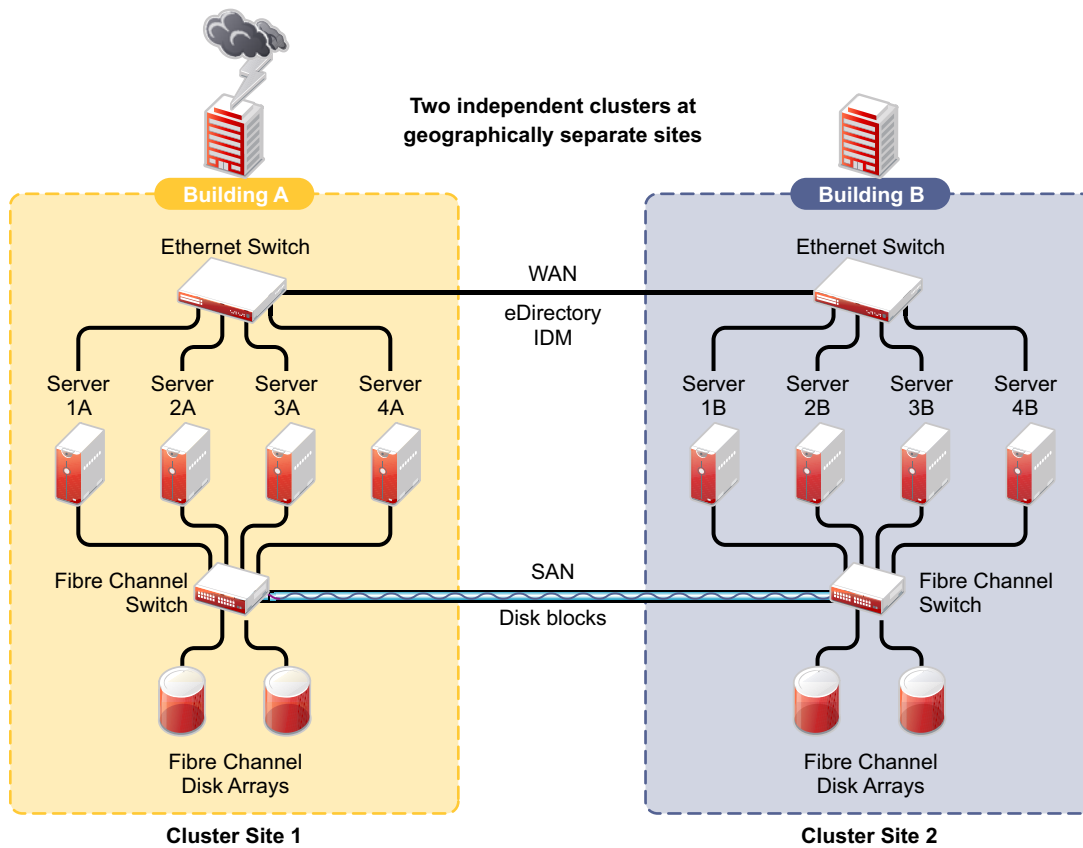 Two independent clusters at
geographically separate sites
Building A
Building B
Ethernet Switch
Ethernet Switch
WAN
eDirectory
IDM
Server
1A
Server
2A
Server
3A
Server
4A
Server
1B
Server
2B
Server
3B
Server
4B
Fibre Channel
Switch
SAN
Disk blocks
Fibre Channel
Switch
Fibre Channel
Disk Arrays
Fibre Channel
Disk Arrays
Cluster Site 1
Cluster Site 2